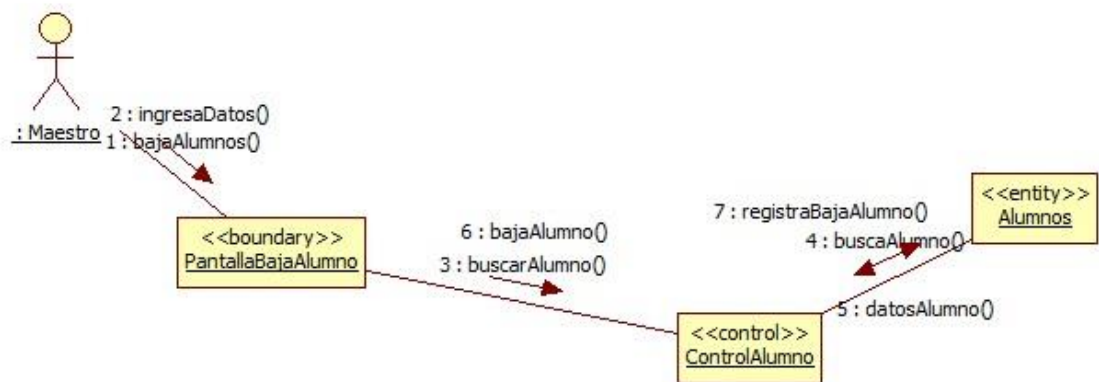 2 : ingresaDatos()
: Maestro
1 : bajaAlumnos()
<<boundary>>
PantallaBajaAlumno
6 : bajaAlumno()
3 : buscarAlumno()
7 : registraBajaAlumno()
4 : buscaAlumno()
<<entity>>
Alumnos
5 : datosAlumno()
<<control>>
ControlAlumno